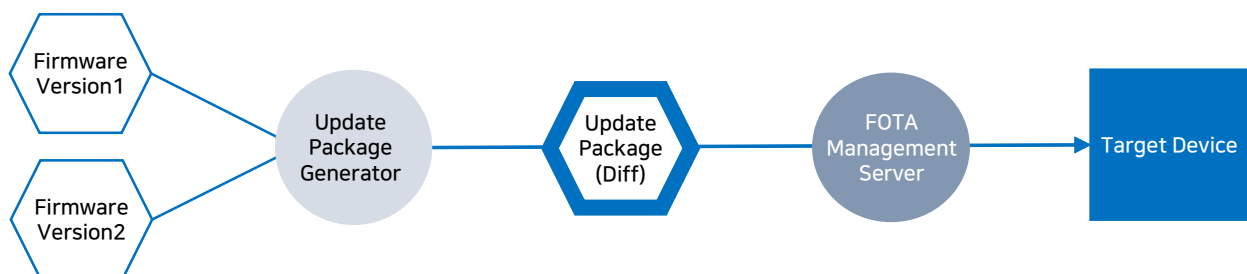 Firmware
Version1
Firmware
Version2
Update
Package
Generator
Update
Package
(Diff)
FOTA
Management
Server
Target Device